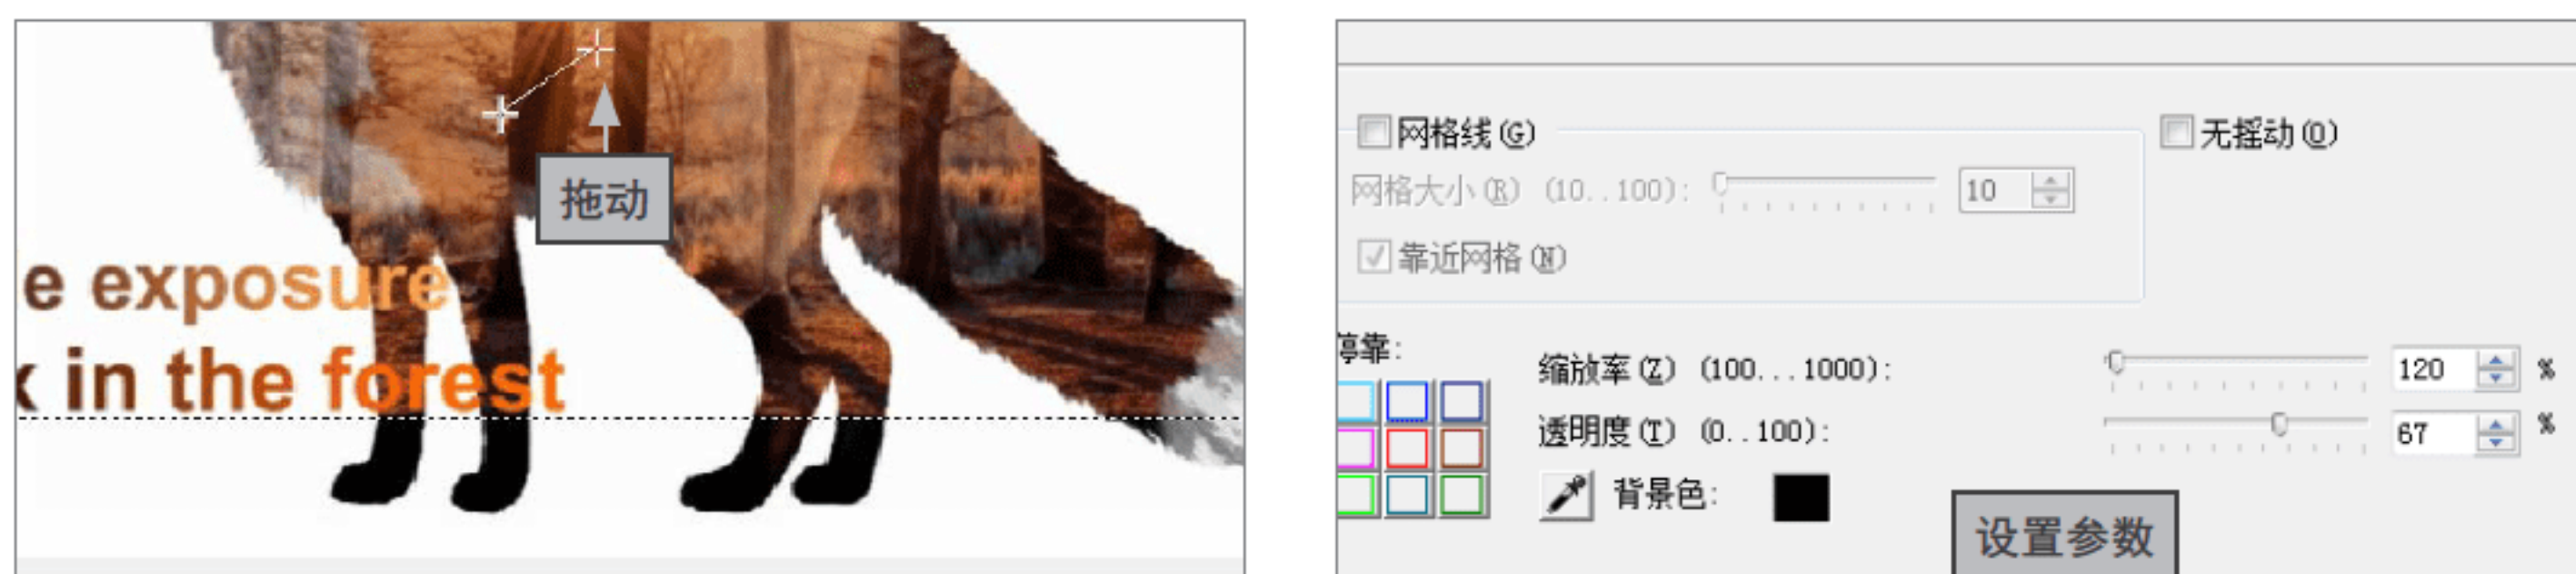 拖动
e exposure
k in the forest
网格线(G)
无摇动(O)
网格大小(R) (10..100):
10
靠近网格(N)
停靠:
缩放率(Z) (100...1000):
120 %
透明度(T) (0..100):
67 %
背景色:
设置参数